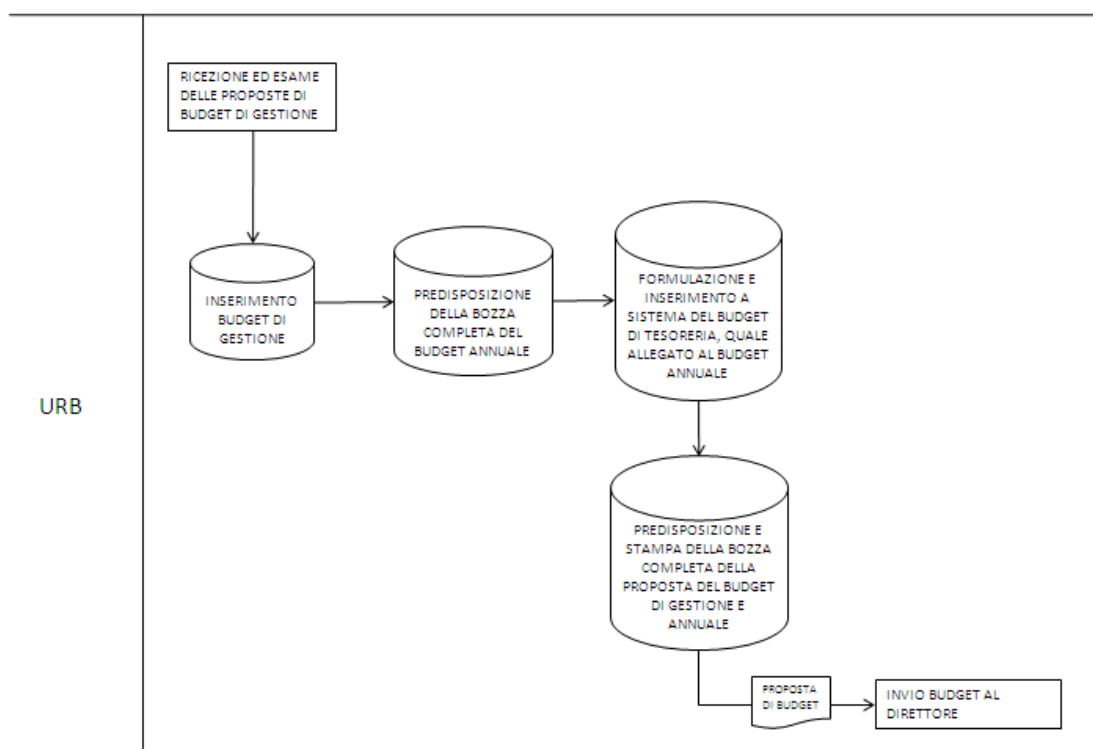 RICEZIONE ED ESAME
DELLE PROPOSTE DI
BUDGET DI GESTIONE
INSERIMENTO
BUDGET DI
GESTIONE
PREDISPOSIZIONE
DELLA BOZZA
COMPLETA DEL
BUDGET ANNUALE
FORMULAZIONE E
INSERIMENTO A
SISTEMA DEL BUDGET
DI TESORERIA, QUALE
ALLEGATO AL BUDGET
ANNUALE
URB
PREDISPOSIZIONE E
STAMPA DELLA BOZZA
COMPLETA DELLA
PROPOSTA DEL BUDGET
DI GESTIONE E
ANNUALE
PROPOSTA
DI BUDGET
INVIO BUDGET AL
DIRETTORE